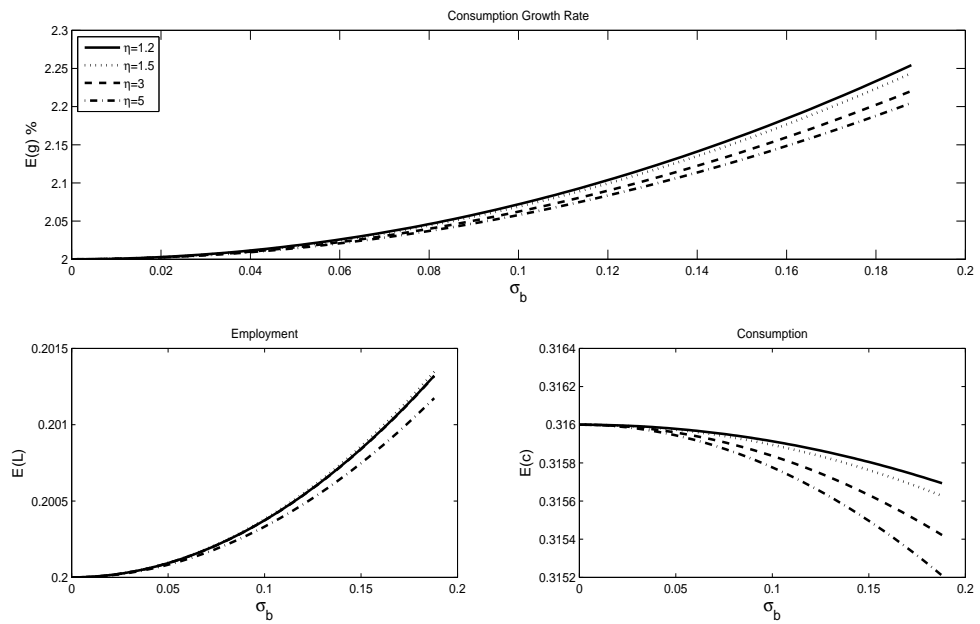 Consumption Growth Rate
2.3
2.25
2.2
2.15
2.1
2.05
2
E(g) %
η=1.2
η=1.5
η=3
η=5
0 0.02 0.04 0.06 0.08 0.1 0.12 0.14 0.16 0.18 0.2
σ_b
Employment
0.2015
0.201
0.2005
0.2
E(L)
0 0.05 0.1 0.15 0.2
σ_b
Consumption
0.3164
0.3162
0.316
0.3158
0.3156
0.3154
0.3152
E(c)
0 0.05 0.1 0.15 0.2
σ_b